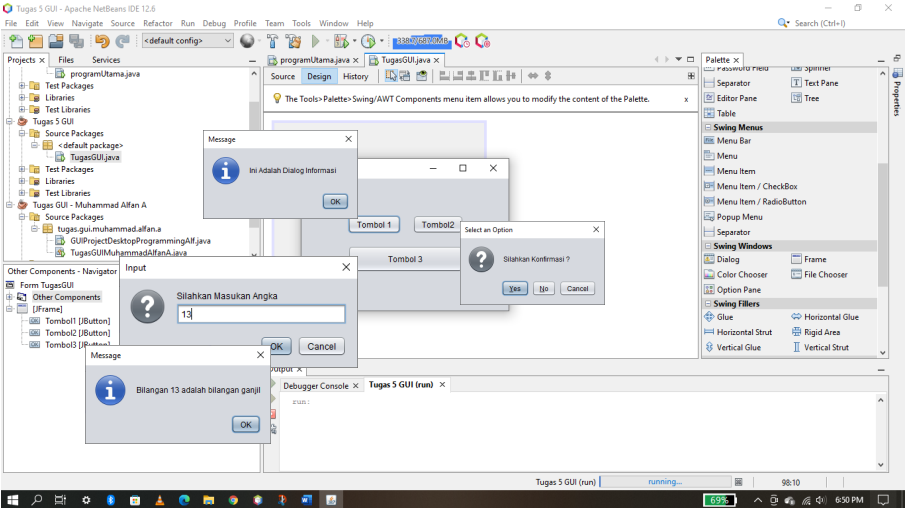 Tugas 5 GUI - Apache NetBeans IDE 12.6
File Edit View Navigate Source Refactor Run Debug Profile Team Tools Window Help
Search (Ctrl+I)
<default config>
Projects Files Services
programUtama.java
Test Packages
Libraries
Test Libraries
Tugas 5 GUI
Source Packages
<default package>
TugasGUI.java
Test Packages
Libraries
Test Libraries
Tugas GUI - Muhammad Alfan A
Source Packages
tugas.gui.muhammad.alfan.a
GUIProjectDesktopProgrammingAlf.java
TugasGUIMuhammadAlfanA.java
Other Components - Navigator
Form TugasGUI
Other Components
[JFrame]
Tombol1 [JButton]
Tombol2 [JButton]
Tombol3
programUtama.java TugasGUI.java
Source Design History
The Tools>Palette>Swing/AWT Components menu item allows you to modify the content of the Palette.
Message
Ini Adalah Dialog Informasi
OK
Tombol 1 Tombol2
Tombol 3
Select an Option
Silahkan Konfirmasi ?
Yes No Cancel
Input
Silahkan Masukan Angka
13
OK Cancel
Message
Bilangan 13 adalah bilangan ganjil
OK
Debugger Console Tugas 5 GUI (run)
run:
Palette
Separator Text Pane
Editor Pane Tree
Table
Swing Menus
Menu Bar
Menu
Menu Item
Menu Item / CheckBox
Menu Item / RadioButton
Popup Menu
Separator
Swing Windows
Dialog Frame
Color Chooser File Chooser
Option Pane
Swing Fillers
Glue Horizontal Glue
Horizontal Strut Rigid Area
Vertical Glue Vertical Strut
Properties
Tugas 5 GUI (run) running... 98:10
69% 6:50 PM